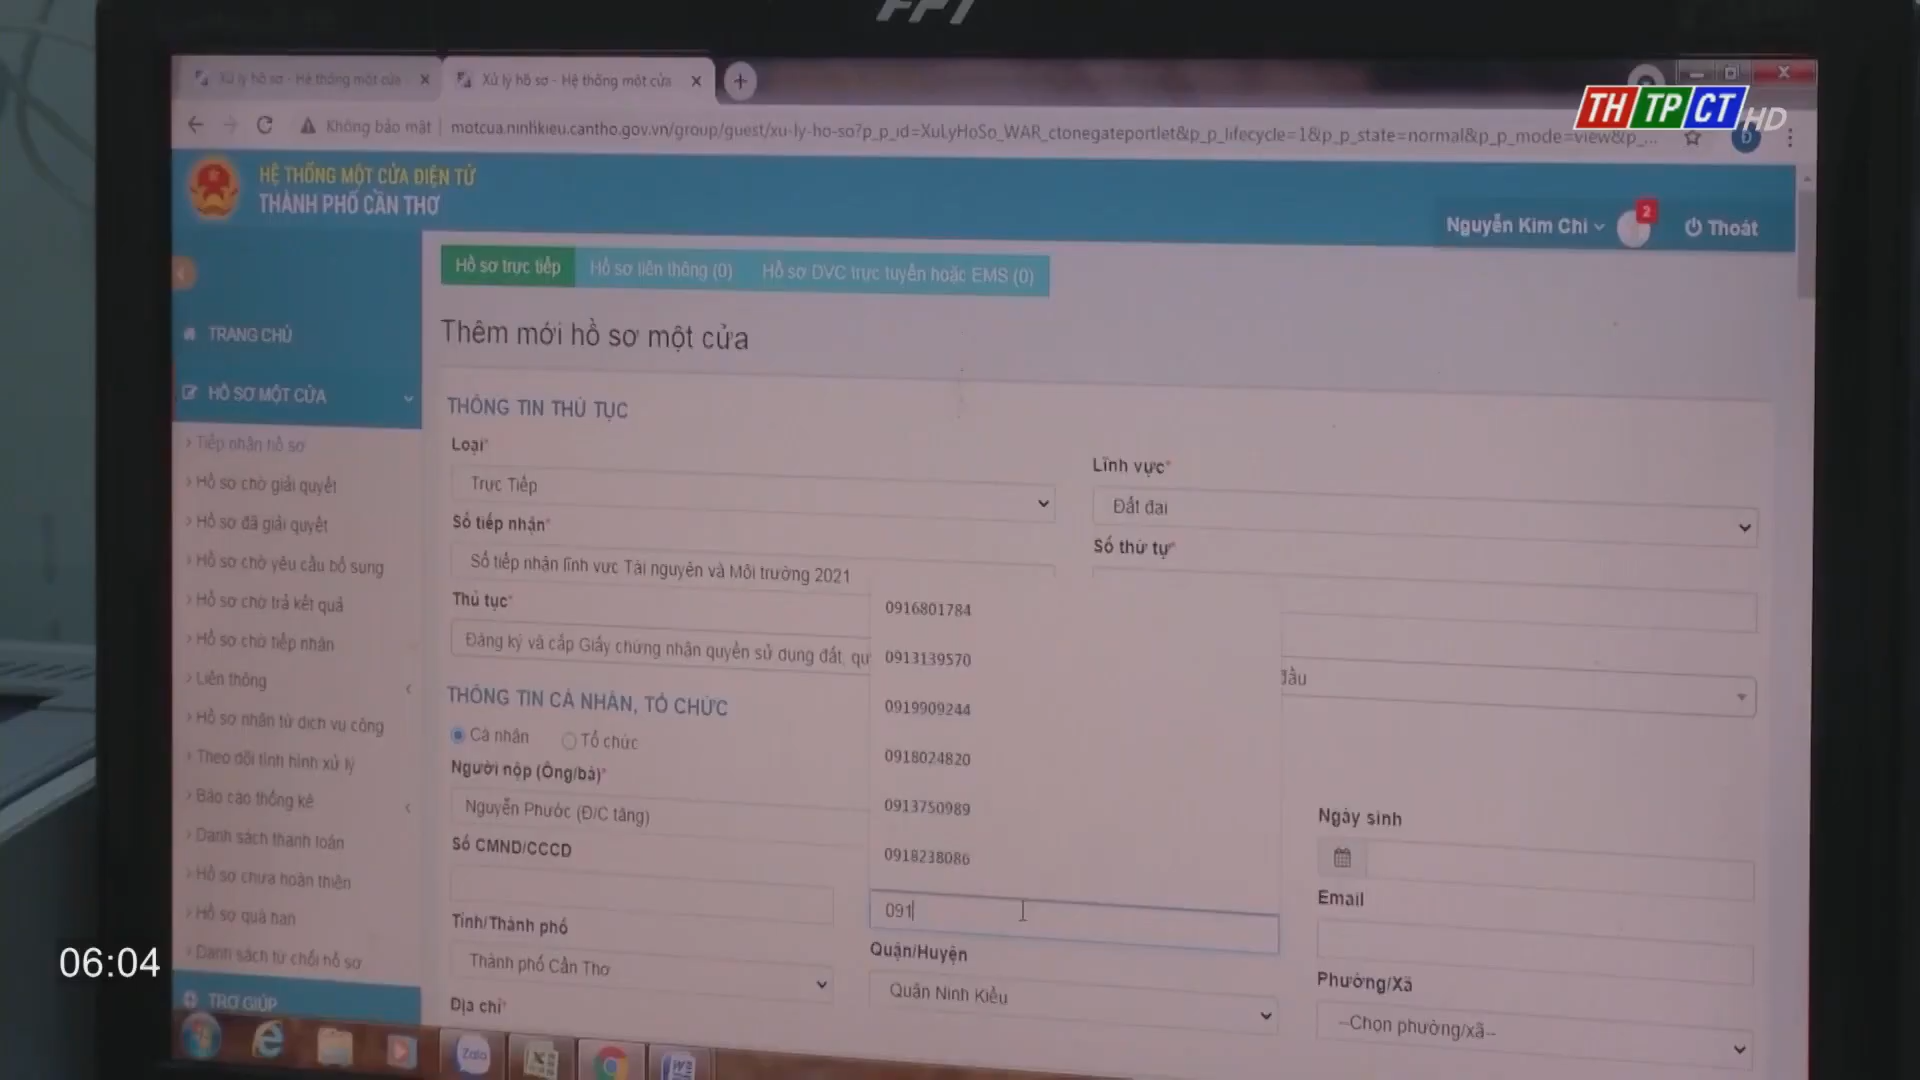 FPT
Xử lý hồ sơ - Hệ thống một cửa
Xử lý hồ sơ - Hệ thống một cửa
TH TP CT HD
Không bảo mật | motcua.ninhkieu.cantho.gov.vn/group/guest/xu-ly-ho-so?p_p_id=XuLyHoSo_WAR_ctonegateportlet&p_p_lifecycle=1&p_p_state=normal&p_p_mode=view&p_...
HỆ THỐNG MỘT CỬA ĐIỆN TỬ
THÀNH PHỐ CẦN THƠ
Nguyễn Kim Chi
2
Thoát
Hồ sơ trực tiếp
Hồ sơ liên thông (0)
Hồ sơ DVC trực tuyến hoặc EMS (0)
TRANG CHỦ
HỒ SƠ MỘT CỬA
Tiếp nhận hồ sơ
Hồ sơ chờ giải quyết
Hồ sơ đã giải quyết
Hồ sơ chờ yêu cầu bổ sung
Hồ sơ chờ trả kết quả
Hồ sơ chờ tiếp nhận
Liên thông
Hồ sơ nhận từ dịch vụ công
Theo dõi tình hình xử lý
Báo cáo thống kê
Danh sách thanh toán
Hồ sơ chưa hoàn thiện
Hồ sơ quá hạn
Danh sách từ chối hồ sơ
TRỢ GIÚP
Thêm mới hồ sơ một cửa
THÔNG TIN THỦ TỤC
Loại*
Trực Tiếp
Lĩnh vực*
Đất đai
Số tiếp nhận*
Sổ tiếp nhận lĩnh vực Tài nguyên và Môi trường 2021
Số thứ tự*
Thủ tục*
Đăng ký và cấp Giấy chứng nhận quyền sử dụng đất, qu
đầu
THÔNG TIN CÁ NHÂN, TỔ CHỨC
Cá nhân
Tổ chức
Người nộp (Ông/bà)*
Nguyễn Phước (Đ/C tăng)
Số CMND/CCCD
0916801784
0913139570
0919909244
0918024820
0913750989
0918238086
091
Ngày sinh
Email
Tỉnh/Thành phố
Thành phố Cần Thơ
Quận/Huyện
Quận Ninh Kiều
Phường/Xã
--Chọn phường/xã--
Địa chỉ*
Zalo
06:04